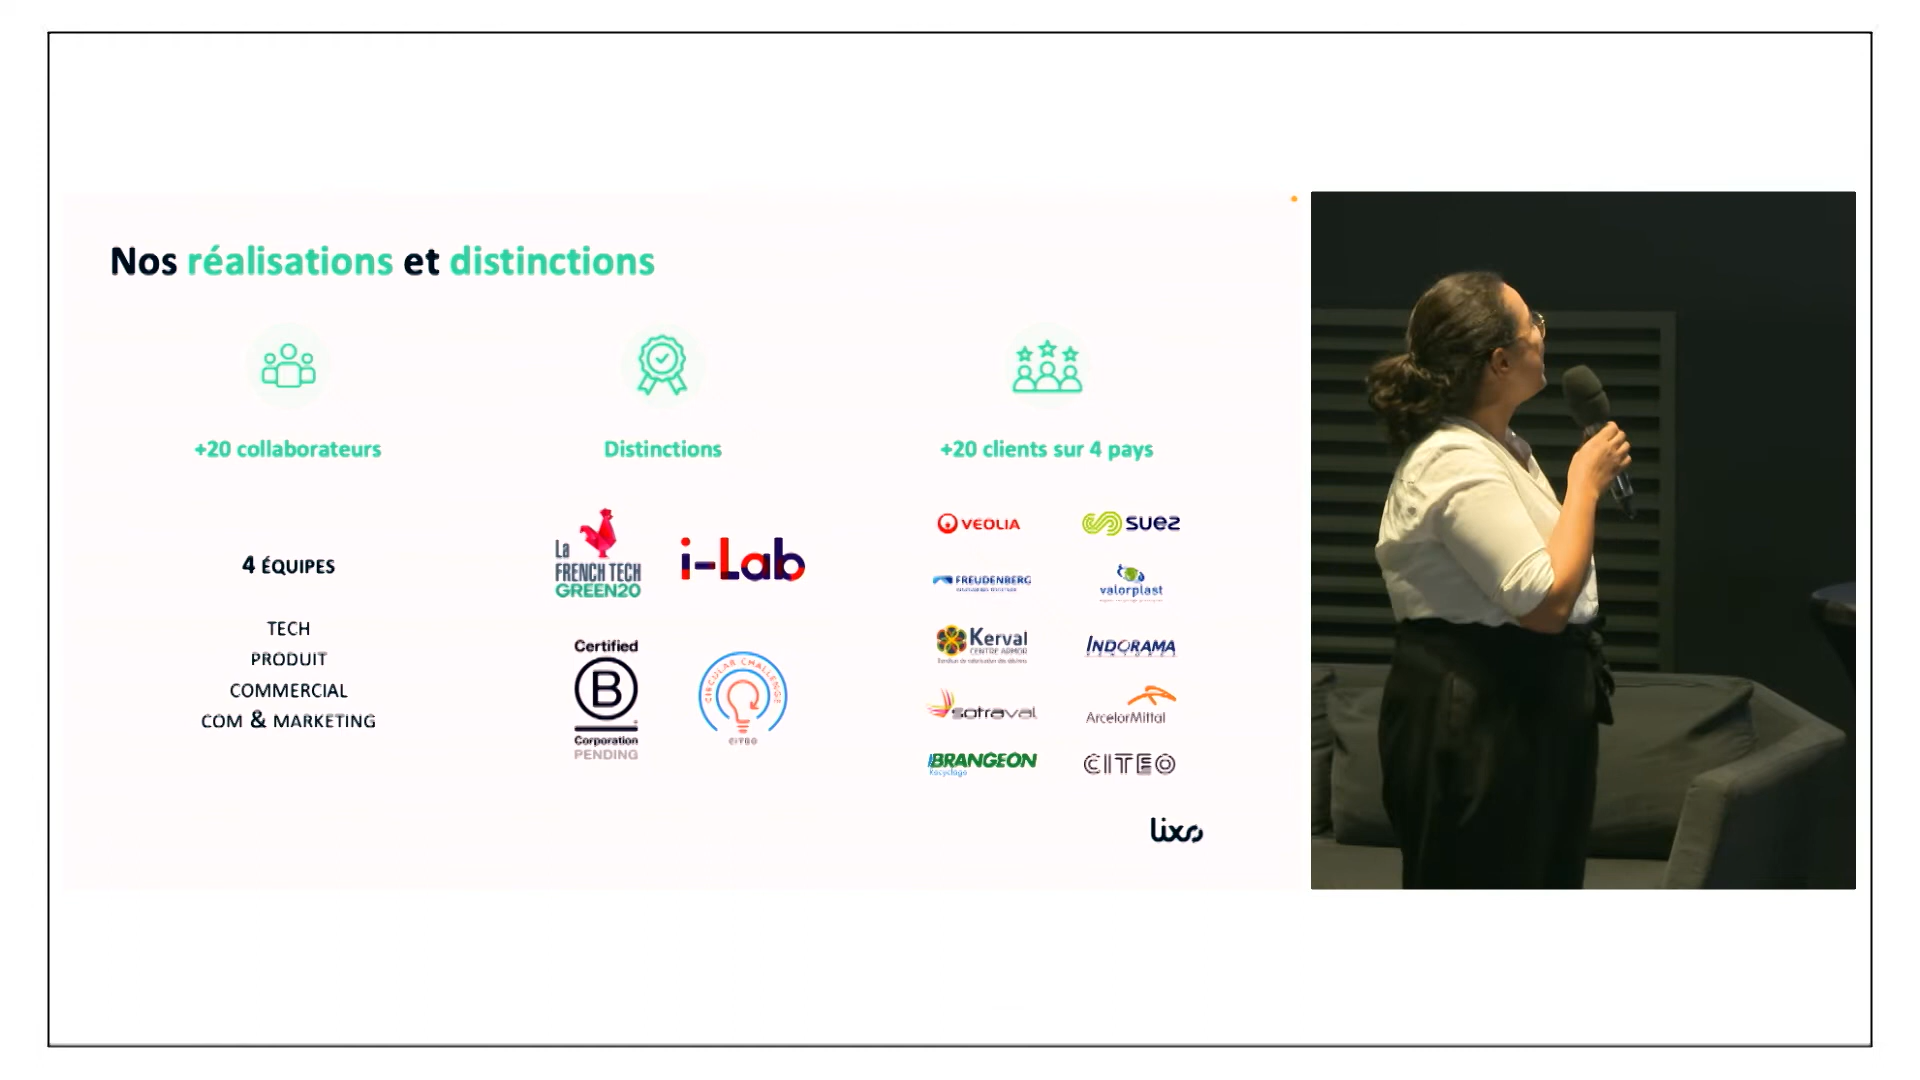 Nos réalisations et distinctions
+20 collaborateurs
4 ÉQUIPES
TECH
PRODUIT
COMMERCIAL
COM & MARKETING
Distinctions
La
FRENCH TECH
GREEN20
i-Lab
Certified
B
Corporation
PENDING
CIRCULAR CHALLENGE
CITEO
+20 clients sur 4 pays
VEOLIA
suez
FREUDENBERG
valorplast
Kerval
CENTRE ARMOR
INDORAMA
VENTURES
sotraval
ArcelorMittal
BRANGEON
Recyclage
CITEO
lixo